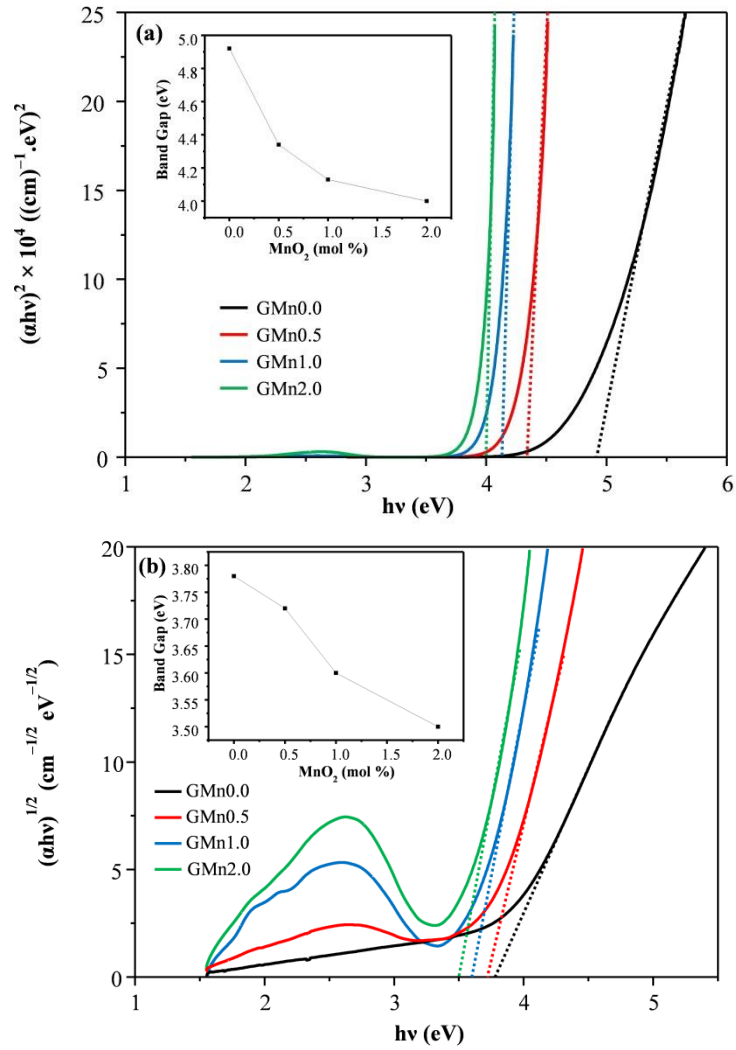 (a)
25
20
15
10
5
0
(αhν)² × 10⁴ ((cm)⁻¹.eV)²
5.0
4.8
4.6
4.4
4.2
4.0
Band Gap (eV)
0.0 0.5 1.0 1.5 2.0
MnO₂ (mol %)
GMn0.0
GMn0.5
GMn1.0
GMn2.0
1 2 3 4 5 6
hν (eV)
(b)
20
15
10
5
0
(αhν)^1/2 (cm⁻¹/² eV⁻¹/²)
3.80
3.75
3.70
3.65
3.60
3.55
3.50
Band Gap (eV)
0.0 0.5 1.0 1.5 2.0
MnO₂ (mol %)
GMn0.0
GMn0.5
GMn1.0
GMn2.0
1 2 3 4 5
hν (eV)